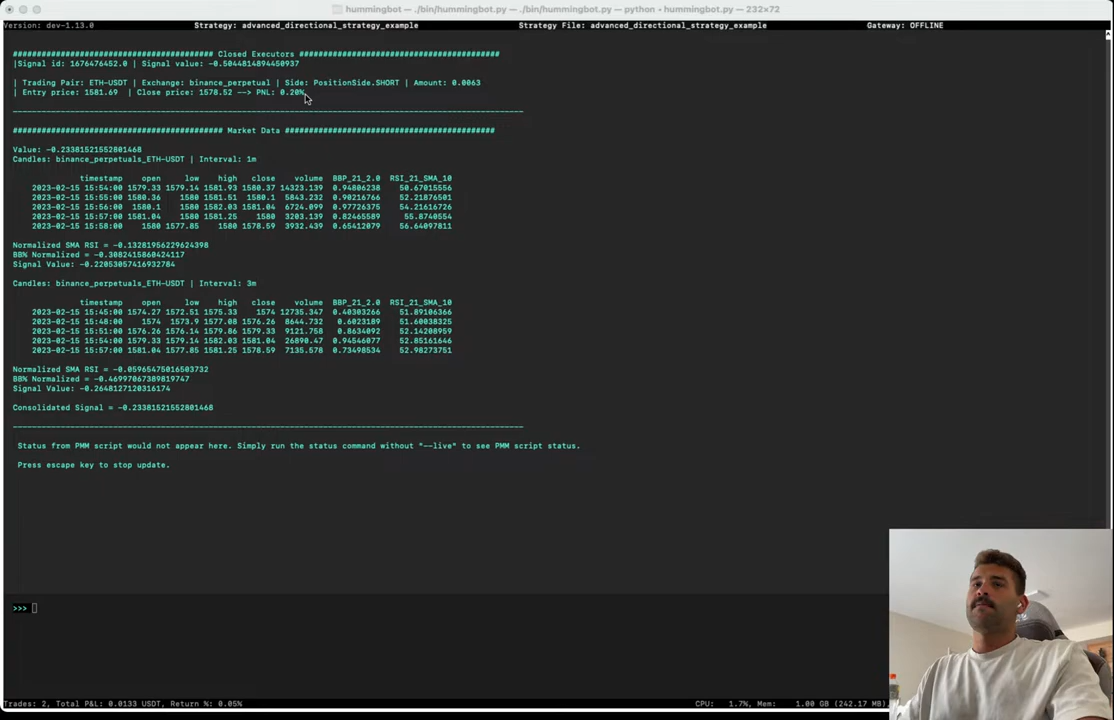 hummingbot — ./bin/hummingbot.py — ./bin/hummingbot.py — python • hummingbot.py — 232×72
Version: dev-1.13.0 Strategy: advanced_directional_strategy_example Strategy File: advanced_directional_strategy_example Gateway: OFFLINE
########################################## Closed Executors ##########################################
|Signal id: 1676476452.0 | Signal value: -0.5044814894450937
| Trading Pair: ETH-USDT | Exchange: binance_perpetual | Side: PositionSide.SHORT | Amount: 0.0063
| Entry price: 1581.69 | Close price: 1578.52 --> PNL: 0.20%
############################################ Market Data ############################################
Value: -0.23381521552801468
Candles: binance_perpetuals_ETH-USDT | Interval: 1m
timestamp open low high close volume BBP_21_2.0 RSI_21_SMA_10
2023-02-15 15:54:00 1579.33 1579.14 1581.93 1580.37 14323.139 0.94806238 50.67015556
2023-02-15 15:55:00 1580.36 1580 1581.51 1580.1 5843.232 0.90216766 52.21876501
2023-02-15 15:56:00 1580.1 1580 1582.03 1581.04 6724.099 0.97726375 54.21616726
2023-02-15 15:57:00 1581.04 1580 1581.25 1580 3203.139 0.82465589 55.8740554
2023-02-15 15:58:00 1580 1577.85 1580 1578.59 3932.439 0.65412079 56.64097811
Normalized SMA RSI = -0.13281956229624398
BB% Normalized = -0.3082415860424117
Signal Value: -0.22053057416932784
Candles: binance_perpetuals_ETH-USDT | Interval: 3m
timestamp open low high close volume BBP_21_2.0 RSI_21_SMA_10
2023-02-15 15:45:00 1574.27 1572.51 1575.33 1574 12735.347 0.40303266 51.89106366
2023-02-15 15:48:00 1574 1573.9 1577.08 1576.26 8644.732 0.6023189 51.60038325
2023-02-15 15:51:00 1576.26 1576.14 1579.86 1579.33 9121.758 0.8634092 52.14208959
2023-02-15 15:54:00 1579.33 1579.14 1582.03 1581.04 26890.47 0.94546077 52.85161646
2023-02-15 15:57:00 1581.04 1577.85 1581.25 1578.59 7135.578 0.73498534 52.98273751
Normalized SMA RSI = -0.05965475016503732
BB% Normalized = -0.46997067389819747
Signal Value: -0.2648127120316174
Consolidated Signal = -0.23381521552801468
Status from PMM script would not appear here. Simply run the status command without "--live" to see PMM script status.
Press escape key to stop update.
>>>
Trades: 2, Total P&L: 0.0133 USDT, Return %: 0.05% CPU: 1.7%, Mem: 1.00 GB (242.17 MB),